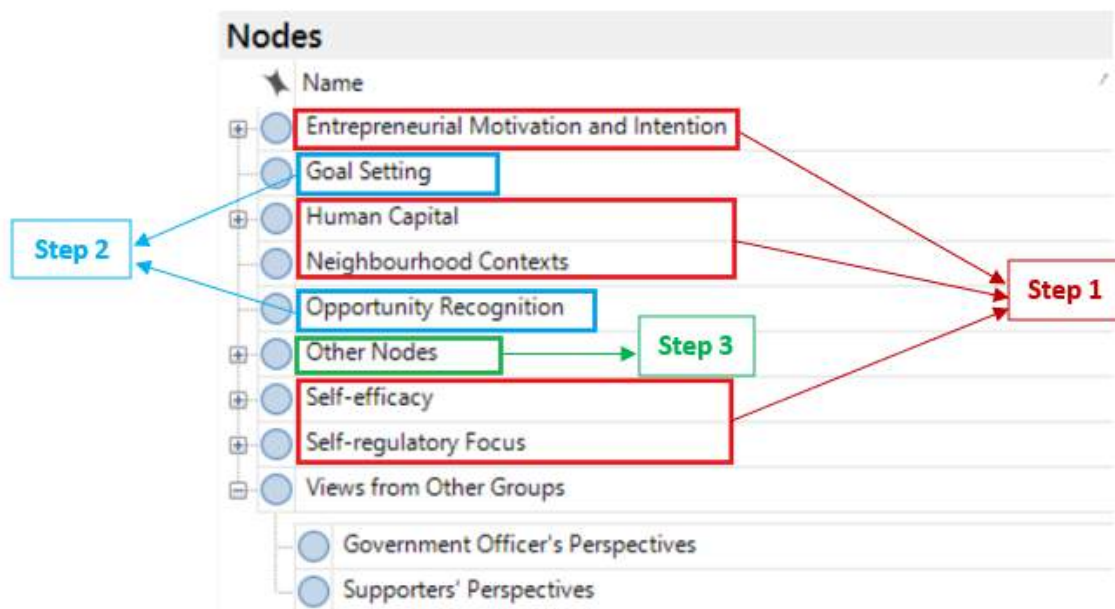 Nodes
Name
Entrepreneurial Motivation and Intention
Goal Setting
Human Capital
Step 2
Neighbourhood Contexts
Step 1
Opportunity Recognition
Other Nodes
Step 3
Self-efficacy
Self-regulatory Focus
Views from Other Groups
Government Officer's Perspectives
Supporters' Perspectives